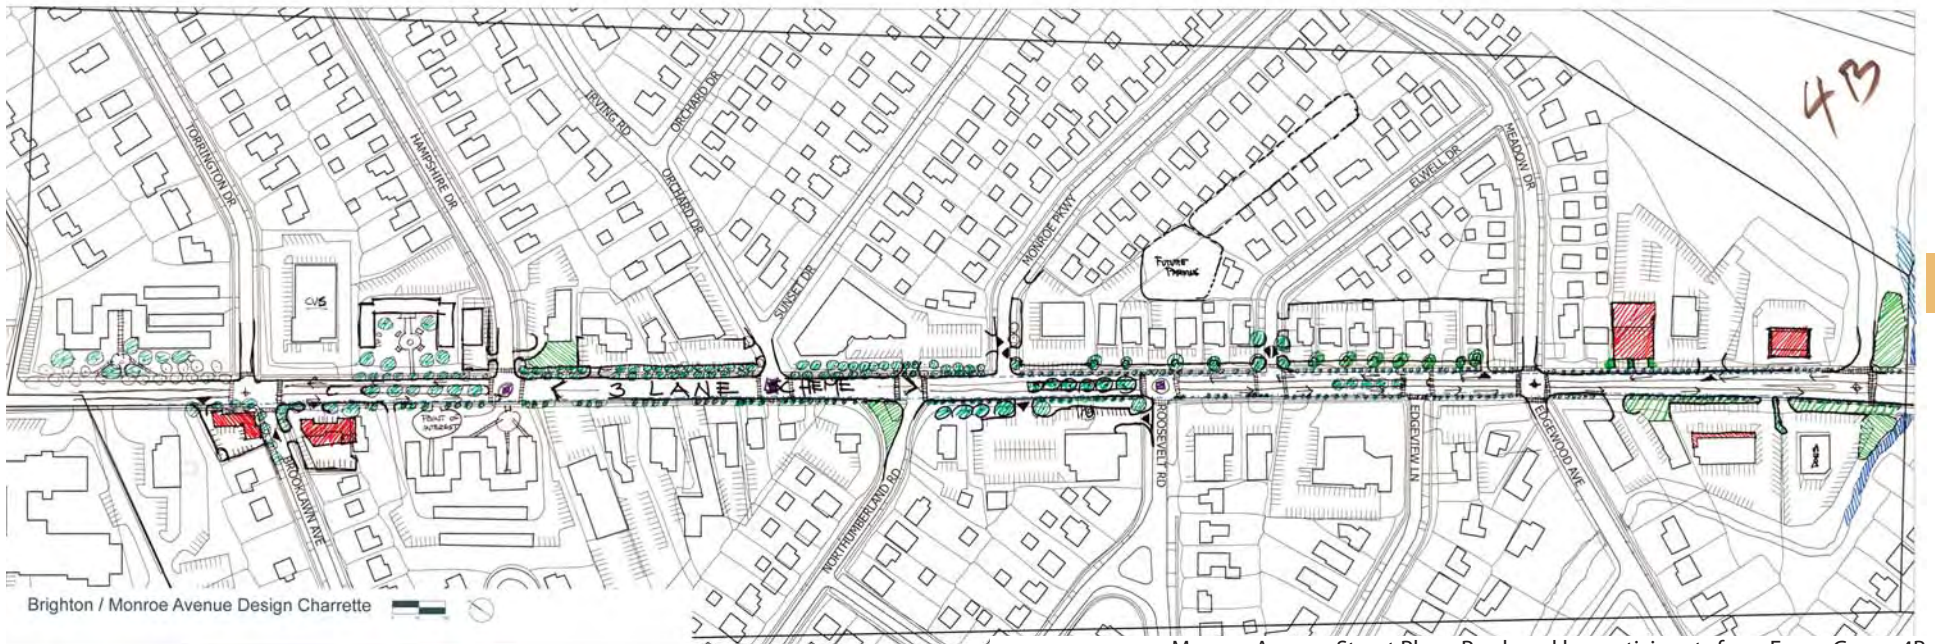 4B
IRVING RD
ORCHARD DR
TORRINGTON DR
HAMPSHIRE DR
ORCHARD DR
MEADOW DR
ELWELL DR
MONROE PKWY
SUNSET DR
FUTURE
PARKING
CVS
3 LANE SCHEME
POINT OF
INTEREST
BROOKLAWN AVE
NORTHUMBERLAND RD
ROOSEVELT RD
EDGEVIEW LN
EDGEWOOD AVE
Brighton / Monroe Avenue Design Charrette